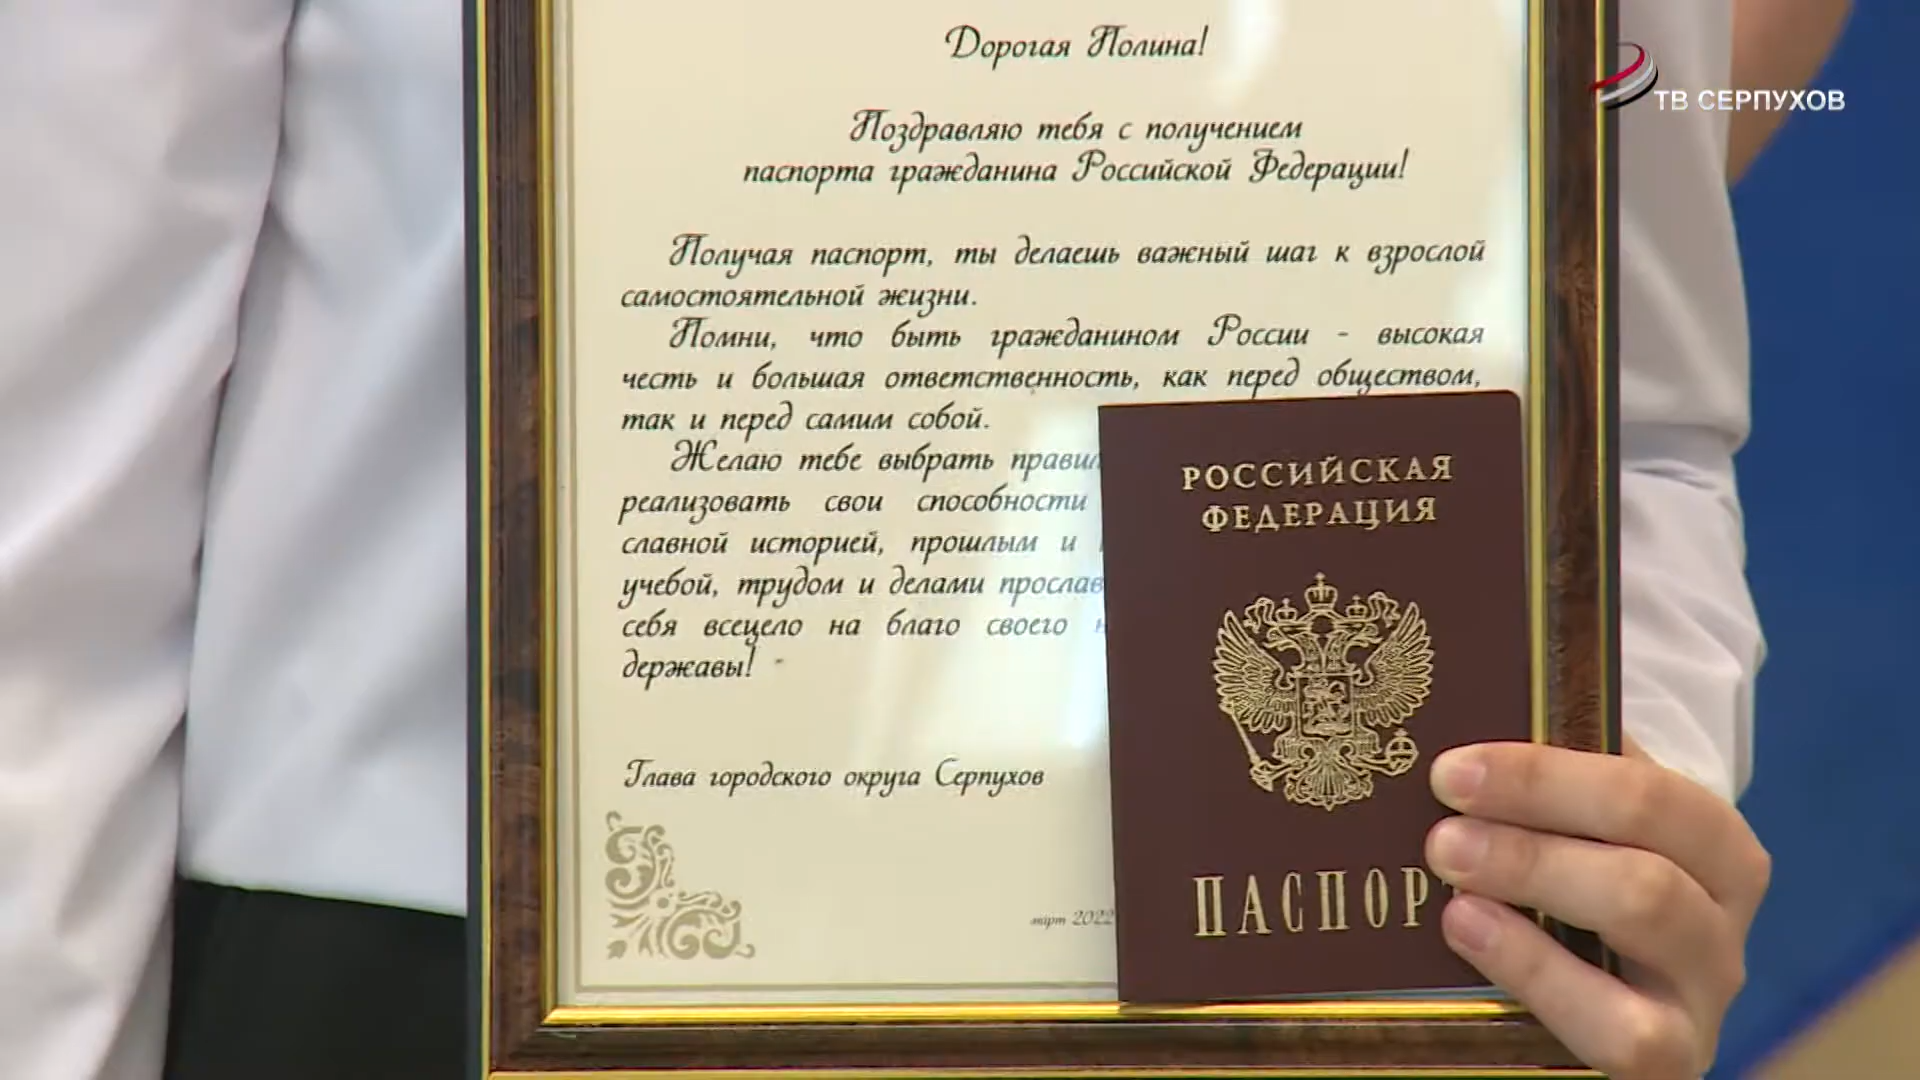 Дорогая Полина!
ТВ СЕРПУХОВ
Поздравляю тебя с получением
паспорта гражданина Российской Федерации!
Получая паспорт, ты делаешь важный шаг к взрослой
самостоятельной жизни.
Помни, что быть гражданином России - высокая
честь и большая ответственность, как перед обществом,
так и перед самим собой.
Желаю тебе выбрать
реализовать свои способности
славной историей, прошлым и
учебой, трудом и делами
себя всецело на благо своего
державы!
Глава городского округа Серпухов
март 2022
РОССИЙСКАЯ
ФЕДЕРАЦИЯ
ПАСПОРТ